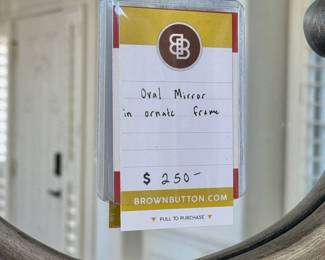 BB
Oval Mirror
in ornate frame
$ 250-
BROWNBUTTON.COM
PULL TO PURCHASE